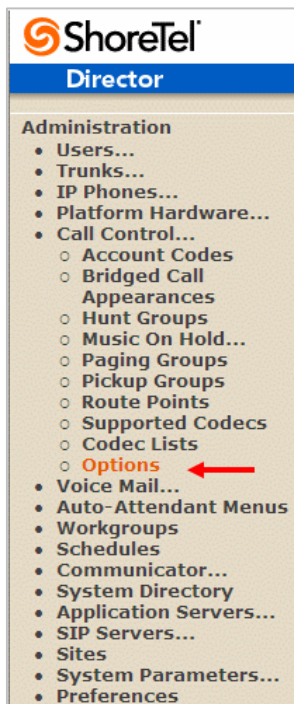 ShoreTel
Director
Administration
• Users...
• Trunks...
• IP Phones...
• Platform Hardware...
• Call Control...
○ Account Codes
○ Bridged Call
Appearances
○ Hunt Groups
○ Music On Hold...
○ Paging Groups
○ Pickup Groups
○ Route Points
○ Supported Codecs
○ Codec Lists
○ Options
• Voice Mail...
• Auto-Attendant Menus
• Workgroups
• Schedules
• Communicator...
• System Directory
• Application Servers...
• SIP Servers...
• Sites
• System Parameters...
• Preferences